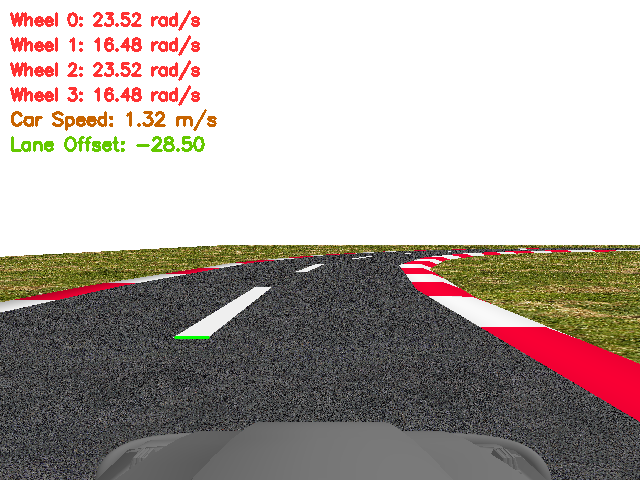 Wheel 0: 23.52 rad/s
Wheel 1: 16.48 rad/s
Wheel 2: 23.52 rad/s
Wheel 3: 16.48 rad/s
Car Speed: 1.32 m/s
Lane Offset: -28.50